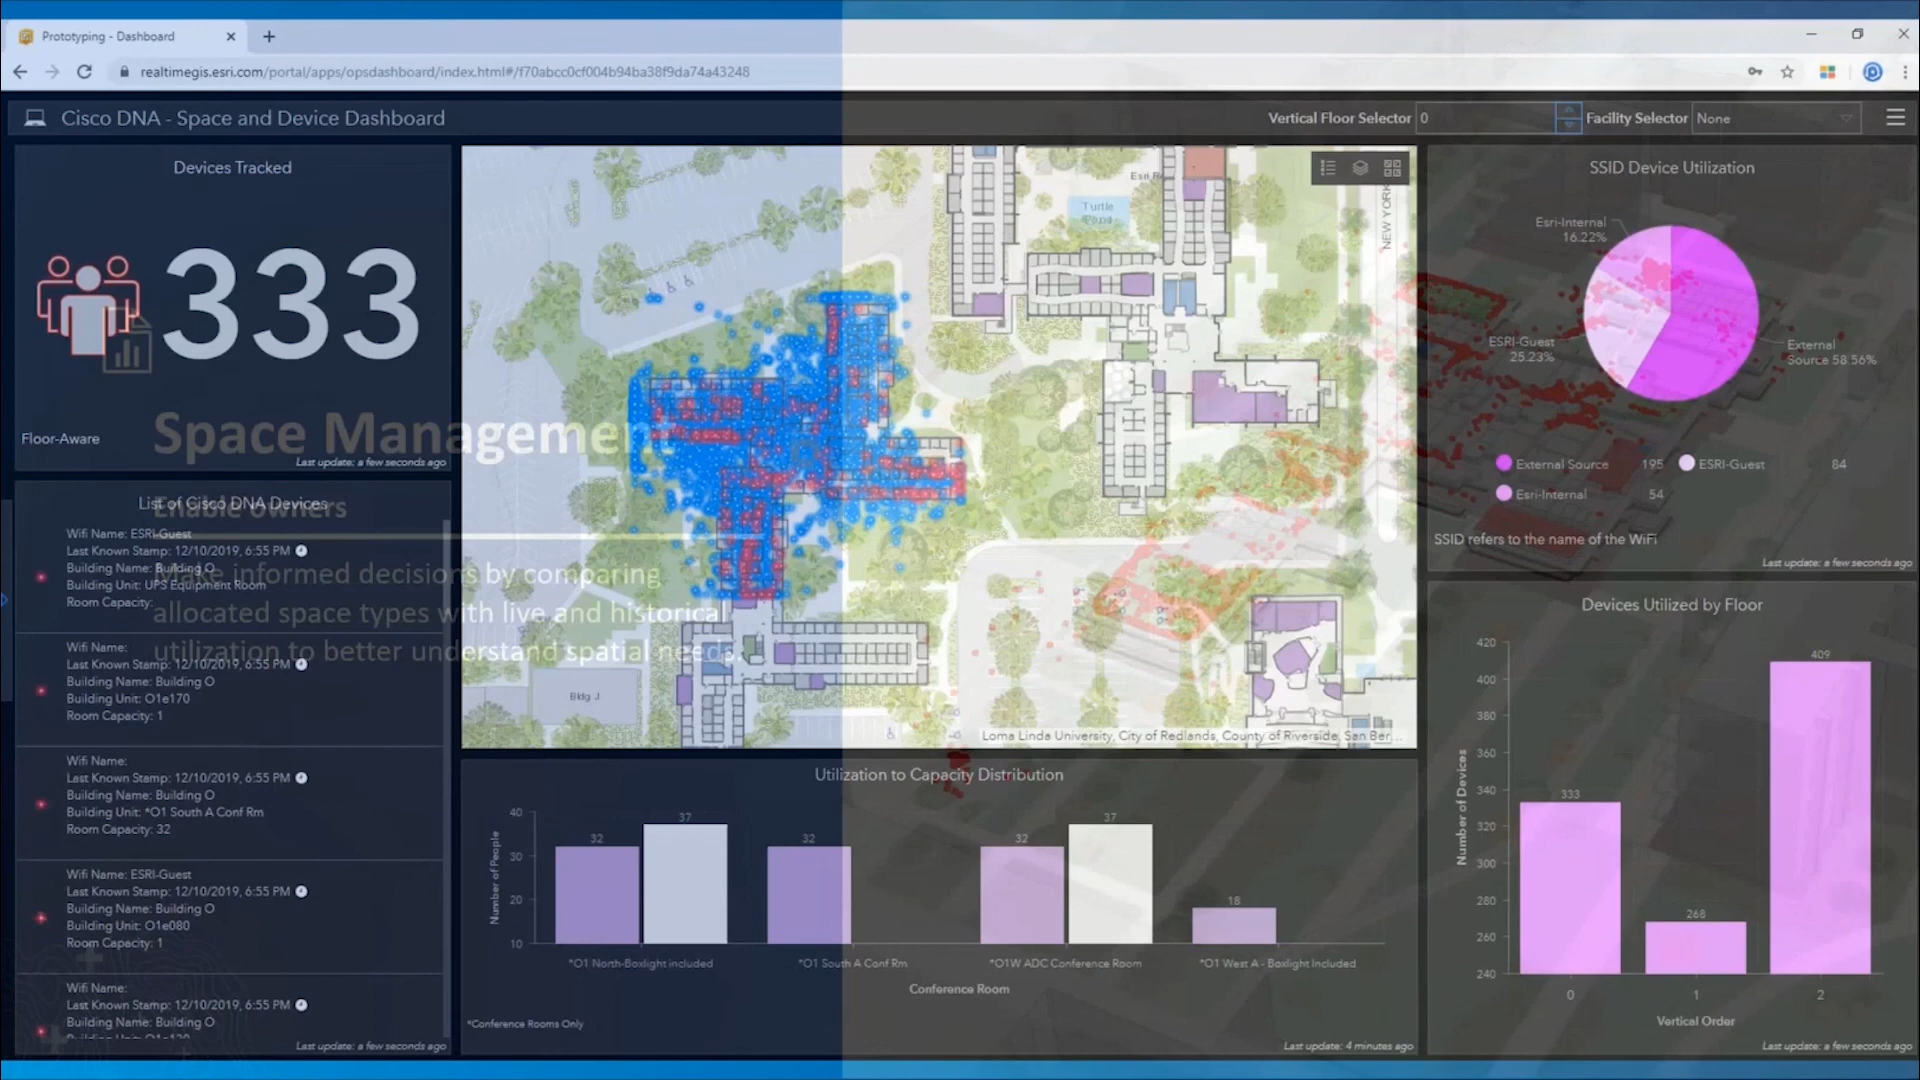 Protyping - Dashboard
realtimegis.esri.com/portal/apps/opsdashboard/index.html#/f70abcc0cf004b94ba38f9da74a43248
Cisco DNA - Space and Device Dashboard
Vertical Floor Selector 0
Facility Selector None
Devices Tracked
333
Floor-Aware
Last update: a few seconds ago
Space Management
Enable owners
Make informed decisions by comparing
allocated space types with live and historical
utilization to better understand spatial needs.
List of Cisco DNA Devices
Wifi Name: ESRI-Guest
Last Known Stamp: 12/10/2019, 6:55 PM
Building Name: Building O
Building Unit: UPS Equipment Room
Room Capacity:
Wifi Name:
Last Known Stamp: 12/10/2019, 6:55 PM
Building Name: Building O
Building Unit: O1e170
Room Capacity: 1
Wifi Name:
Last Known Stamp: 12/10/2019, 6:55 PM
Building Name: Building O
Building Unit: *O1 South A Conf Rm
Room Capacity: 32
Wifi Name: ESRI-Guest
Last Known Stamp: 12/10/2019, 6:55 PM
Building Name: Building O
Building Unit: O1e080
Room Capacity: 1
Wifi Name:
Last Known Stamp: 12/10/2019, 6:55 PM
Building Name: Building O
Last update: a few seconds ago
Turtle
Pond
NEW YORK
Bldg J
Loma Linda University, City of Redlands, County of Riverside, San Ber...
Utilization to Capacity Distribution
Number of People
40
30
20
10
32
37
32
32
37
18
*O1 North-Boxlight included
*O1 South A Conf Rm
*O1W ADC Conference Room
*O1 West A - Boxlight Included
Conference Room
*Conference Rooms Only
Last update: 4 minutes ago
SSID Device Utilization
Esri-Internal
16.22%
ESRI-Guest
25.23%
External
Source 58.56%
External Source 195
ESRI-Guest 84
Esri-Internal 54
SSID refers to the name of the WiFi
Last update: a few seconds ago
Devices Utilized by Floor
Number of Devices
420
400
380
360
340
320
300
280
260
240
333
268
409
0
1
2
Vertical Order
Last update: a few seconds ago